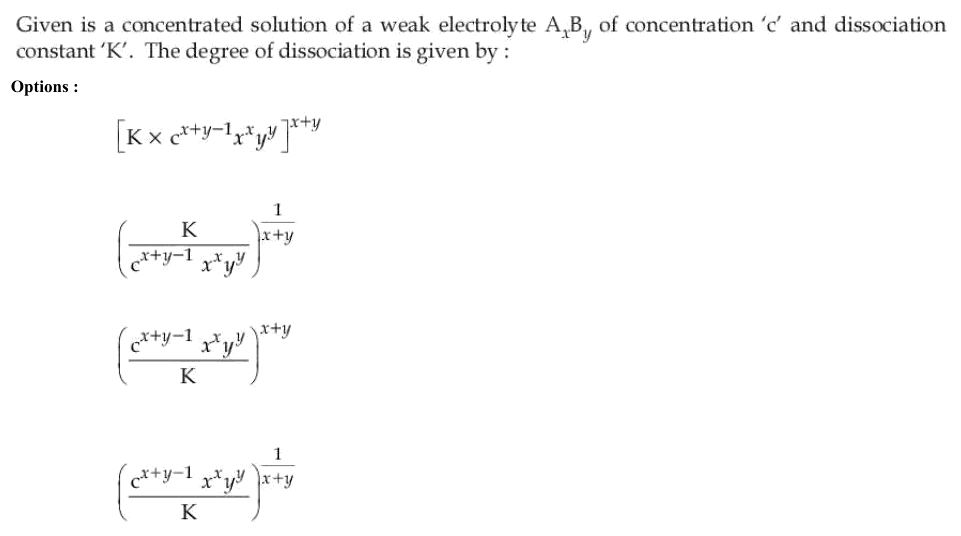 Given is a concentrated solution of a weak electrolyte AₓBᵧ of concentration ‘c’ and dissociation
constant ‘K’. The degree of dissociation is given by :
Options :
[K × c^{x+y−1} x^x y^y]^{x+y}
(K / (c^{x+y−1} x^x y^y))^{1/(x+y)}
((c^{x+y−1} x^x y^y) / K)^{x+y}
((c^{x+y−1} x^x y^y) / K)^{1/(x+y)}